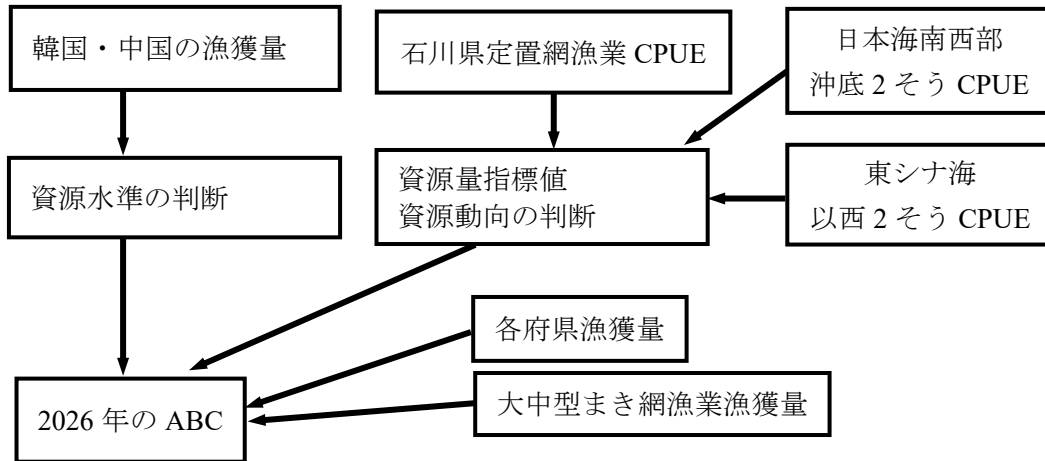 韓国・中国の漁獲量
石川県定置網漁業 CPUE
日本海南西部
沖底 2 そう CPUE
資源水準の判断
資源量指標値
資源動向の判断
東シナ海
以西 2 そう CPUE
各府県漁獲量
2026 年の ABC
大中型まき網漁業漁獲量